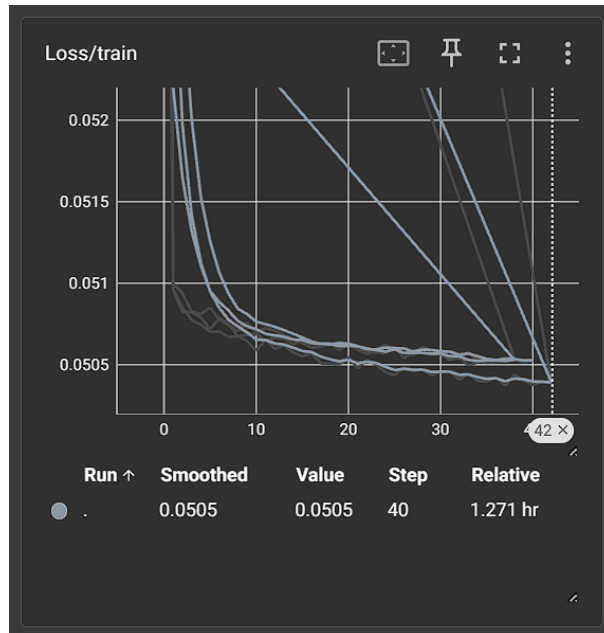 Loss/train
0.052
0.0515
0.051
0.0505
0 10 20 30 42 ×
Run ↑ Smoothed Value Step Relative
. 0.0505 0.0505 40 1.271 hr